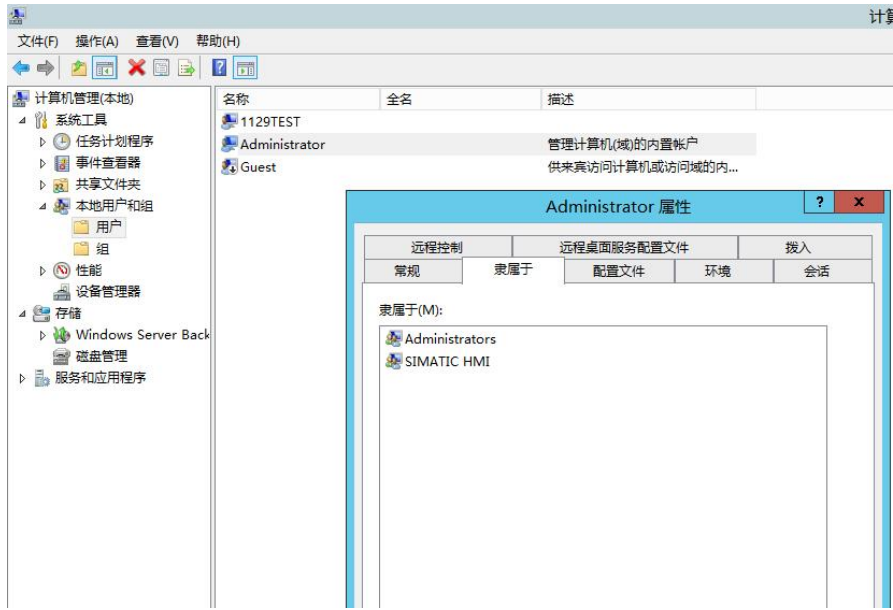 计算
文件(F) 操作(A) 查看(V) 帮助(H)
计算机管理(本地)
系统工具
任务计划程序
事件查看器
共享文件夹
本地用户和组
用户
组
性能
设备管理器
存储
Windows Server Back
磁盘管理
服务和应用程序
名称 全名 描述
1129TEST
Administrator 管理计算机(域)的内置帐户
Guest 供来宾访问计算机或访问域的内...
Administrator 属性 ? x
远程控制 远程桌面服务配置文件 拨入
常规 隶属于 配置文件 环境 会话
隶属于(M):
Administrators
SIMATIC HMI